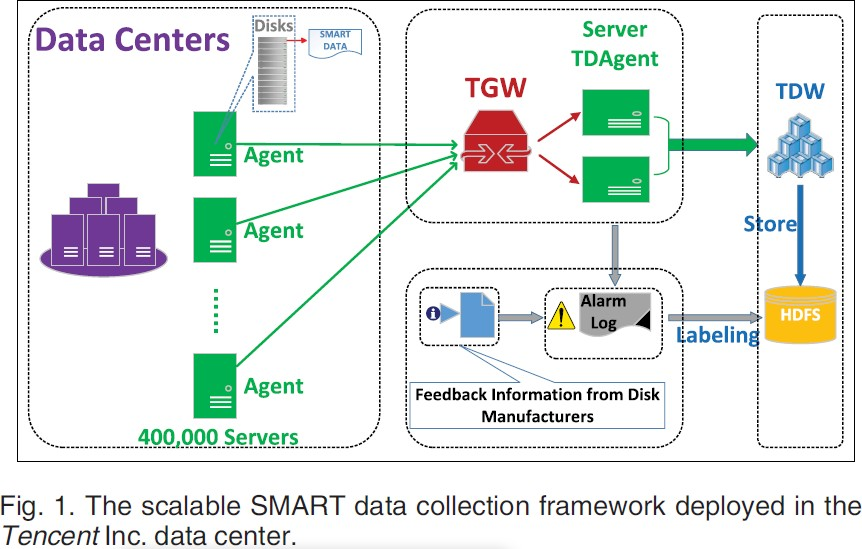 Data Centers
Disks
SMART
DATA
Agent
Agent
Agent
400,000 Servers
TGW
Server
TDAgent
TDW
Store
HDFS
Alarm
Log
Labeling
Feedback Information from Disk
Manufacturers
Fig. 1. The scalable SMART data collection framework deployed in the
Tencent Inc. data center.